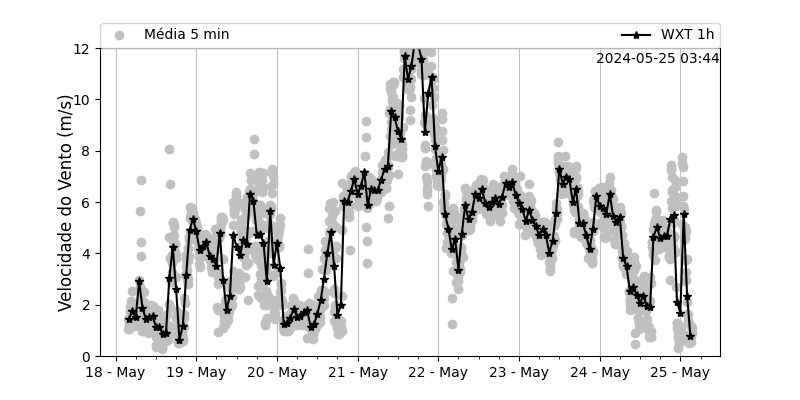 Média 5 min
WXT 1h
2024-05-25 03:44
Velocidade do Vento (m/s)
12
10
8
6
4
2
0
18 - May 19 - May 20 - May 21 - May 22 - May 23 - May 24 - May 25 - May